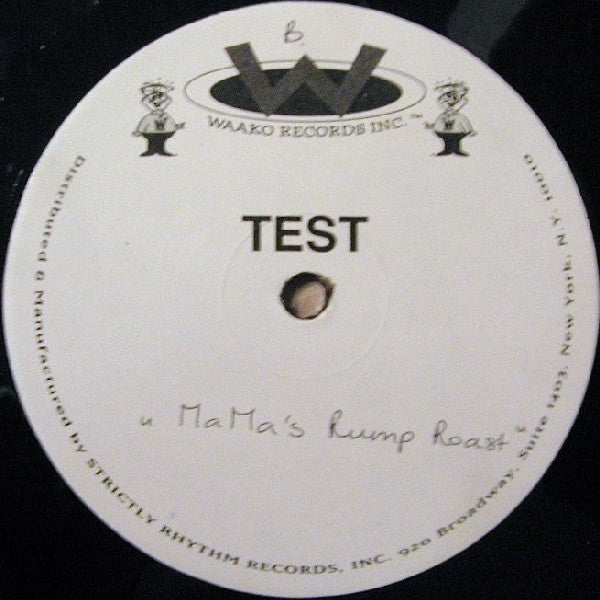 B.
W
WAAKO RECORDS INC.™
TEST
"MaMa's Rump Roast"
Distributed & Manufactured by STRICTLY RHYTHM RECORDS, INC. 920 Broadway, Suite 1403, New York, N.Y. 10010